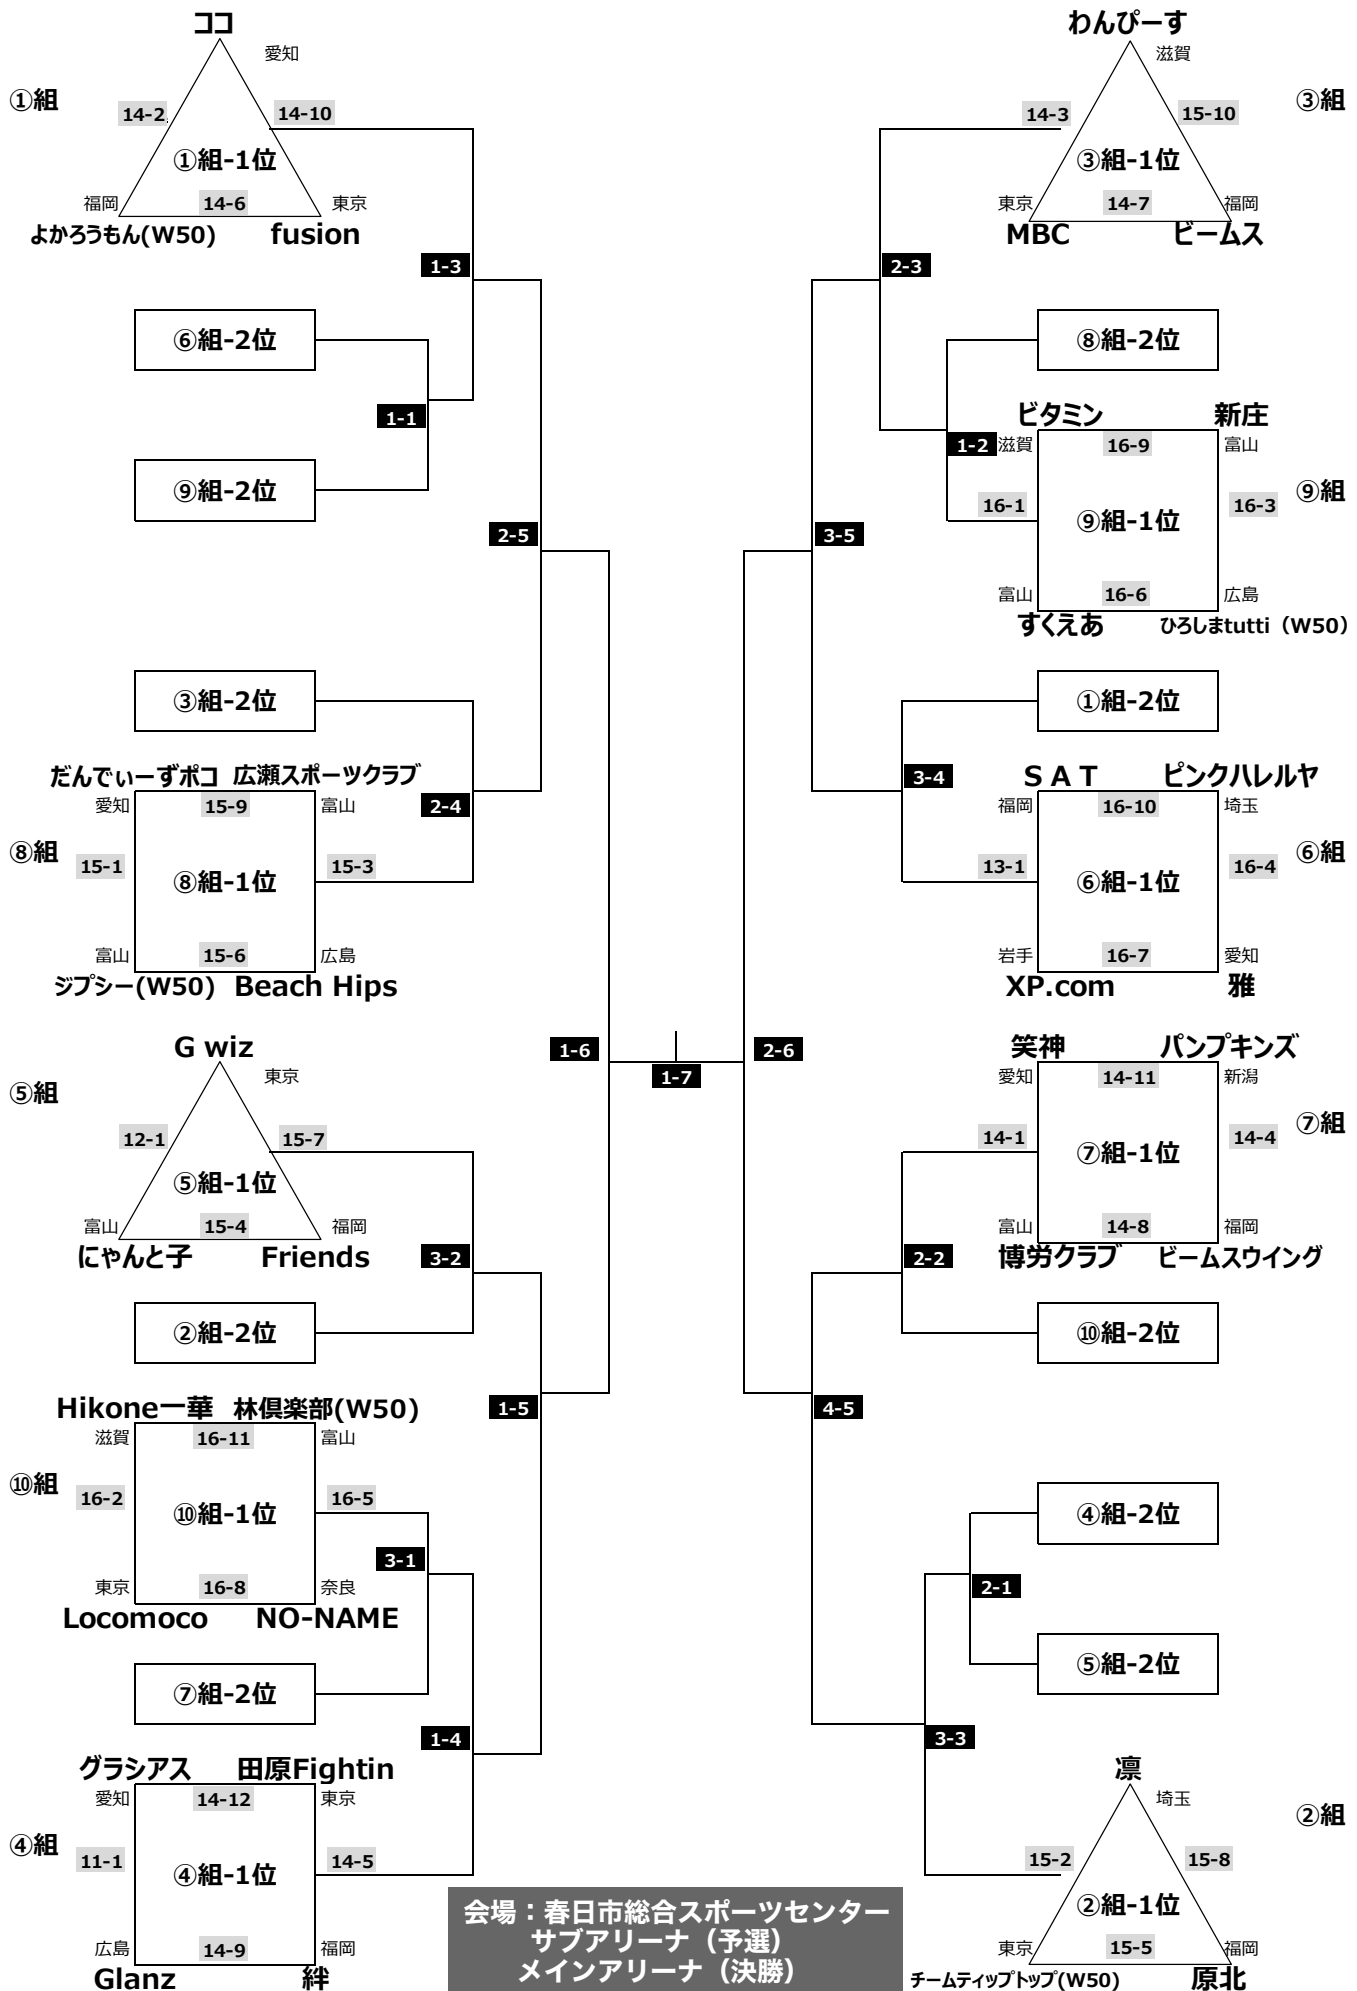 ココ
愛知
①組
14-2
14-10
①組-1位
福岡
14-6
東京
よかろうもん(W50)
fusion
1-3
⑥組-2位
1-1
⑨組-2位
2-5
③組-2位
だんでぃーずポコ
広瀬スポーツクラブ
愛知
15-9
富山
2-4
⑧組
15-1
⑧組-1位
15-3
富山
15-6
広島
ジプシー(W50)
Beach Hips
G wiz
東京
⑤組
12-1
15-7
⑤組-1位
富山
15-4
福岡
にゃんと子
Friends
3-2
②組-2位
Hikone一華
林倶楽部(W50)
1-5
滋賀
16-11
富山
⑩組
16-2
⑩組-1位
16-5
3-1
東京
16-8
奈良
Locomoco
NO-NAME
⑦組-2位
1-4
グラシアス
田原Fightin
愛知
14-12
東京
④組
11-1
④組-1位
14-5
広島
14-9
福岡
Glanz
絆
1-6
1-7
2-6
わんぴーす
滋賀
③組
14-3
15-10
③組-1位
東京
14-7
福岡
MBC
ビームス
2-3
⑧組-2位
ビタミン
新庄
1-2
滋賀
16-9
富山
⑨組
16-1
⑨組-1位
16-3
3-5
富山
16-6
広島
すくえあ
ひろしまtutti（W50）
①組-2位
3-4
ＳＡＴ
ピンクハレルヤ
福岡
16-10
埼玉
⑥組
13-1
⑥組-1位
16-4
岩手
16-7
愛知
XP.com
雅
笑神
パンプキンズ
愛知
14-11
新潟
⑦組
14-1
⑦組-1位
14-4
富山
14-8
福岡
博労クラブ
ビームスウイング
2-2
⑩組-2位
4-5
④組-2位
2-1
⑤組-2位
3-3
凛
埼玉
②組
15-2
15-8
②組-1位
東京
15-5
福岡
チームティップトップ(W50)
原北
会場：春日市総合スポーツセンター
サブアリーナ（予選）
メインアリーナ（決勝）